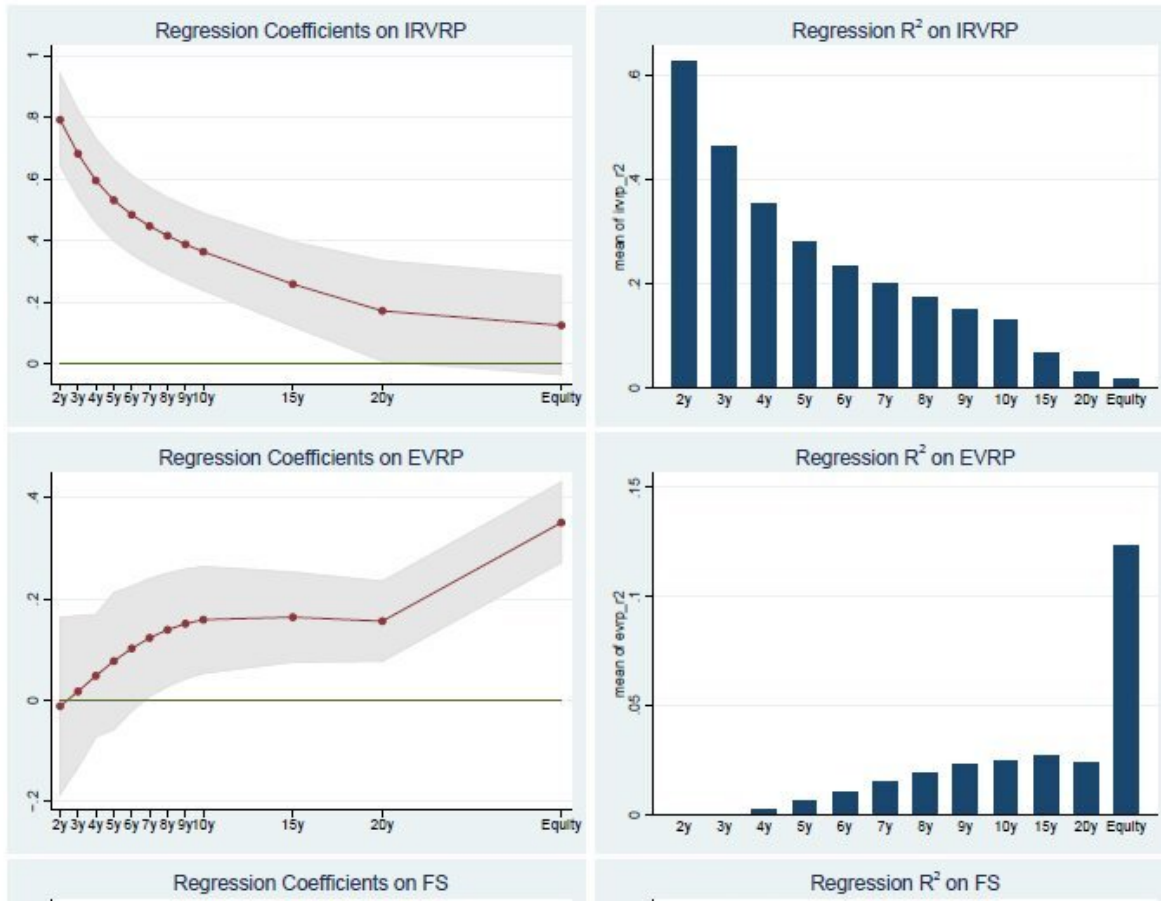 Regression Coefficients on IRVRP
1
.8
.6
.4
.2
0
2y 3y 4y 5y 6y 7y 8y 9y10y 15y 20y Equity
Regression R² on IRVRP
mean of irvrp_r2
.6
.4
.2
0
2y 3y 4y 5y 6y 7y 8y 9y 10y 15y 20y Equity
Regression Coefficients on EVRP
.4
.2
0
-.2
2y 3y 4y 5y 6y 7y 8y 9y10y 15y 20y Equity
Regression R² on EVRP
mean of evrp_r2
.15
.1
.05
0
2y 3y 4y 5y 6y 7y 8y 9y 10y 15y 20y Equity
Regression Coefficients on FS
Regression R² on FS